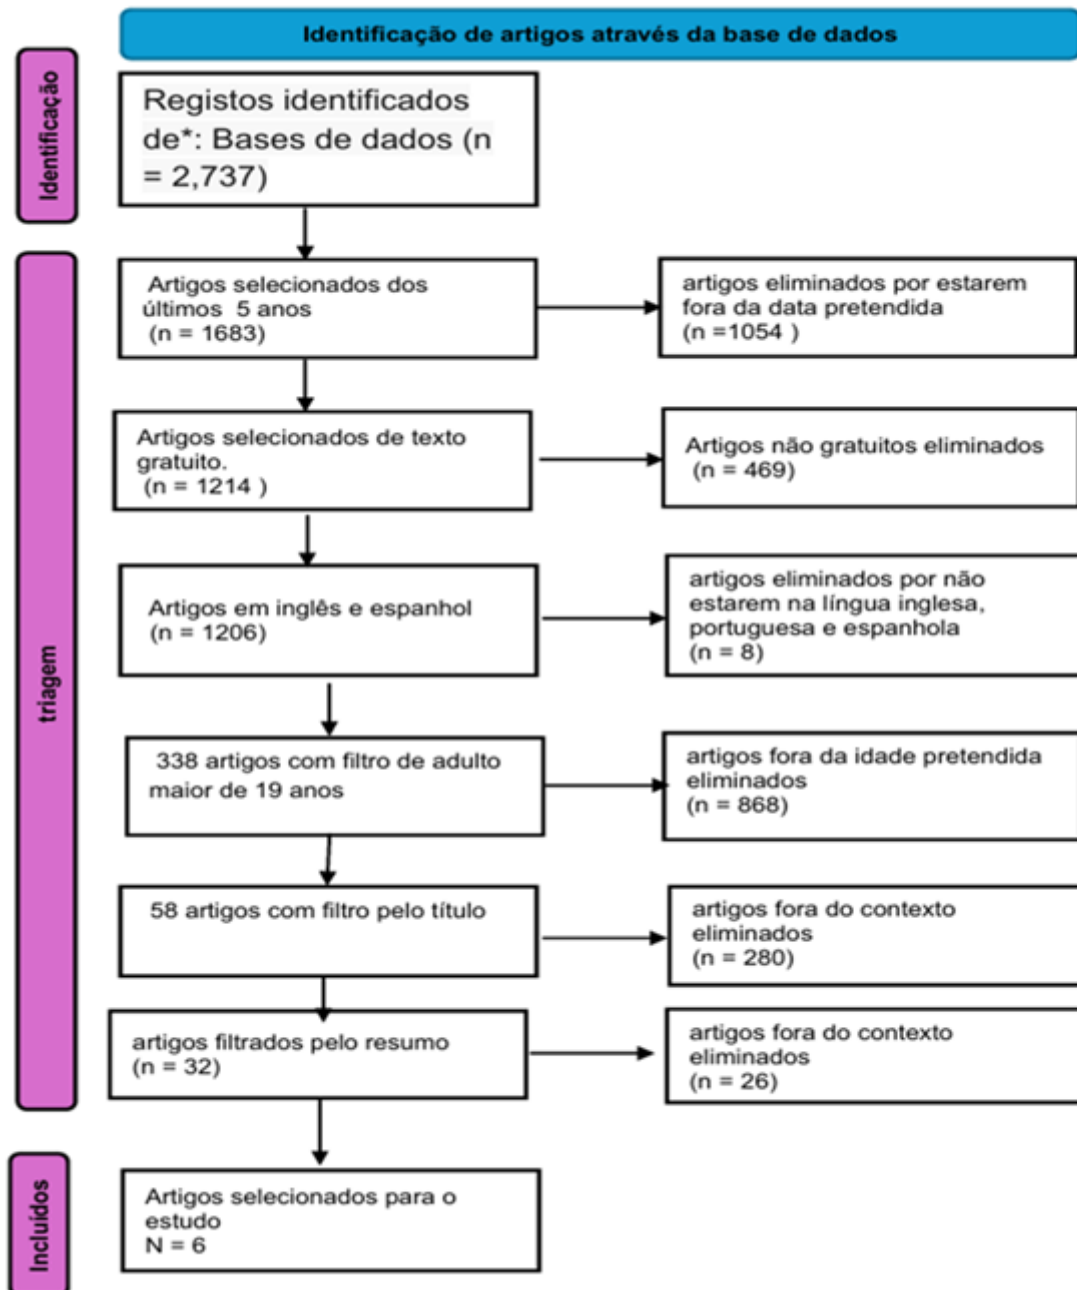 Identificação de artigos através da base de dados
Identificação
Registos identificados
de*: Bases de dados (n
= 2,737)
triagem
Artigos selecionados dos
últimos 5 anos
(n = 1683)
artigos eliminados por estarem
fora da data pretendida
(n =1054 )
Artigos selecionados de texto
gratuito.
(n = 1214 )
Artigos não gratuitos eliminados
(n = 469)
Artigos em inglês e espanhol
(n = 1206)
artigos eliminados por não
estarem na língua inglesa,
portuguesa e espanhola
(n = 8)
338 artigos com filtro de adulto
maior de 19 anos
artigos fora da idade pretendida
eliminados
(n = 868)
58 artigos com filtro pelo título
artigos fora do contexto
eliminados
(n = 280)
artigos filtrados pelo resumo
(n = 32)
artigos fora do contexto
eliminados
(n = 26)
Incluídos
Artigos selecionados para o
estudo
N = 6